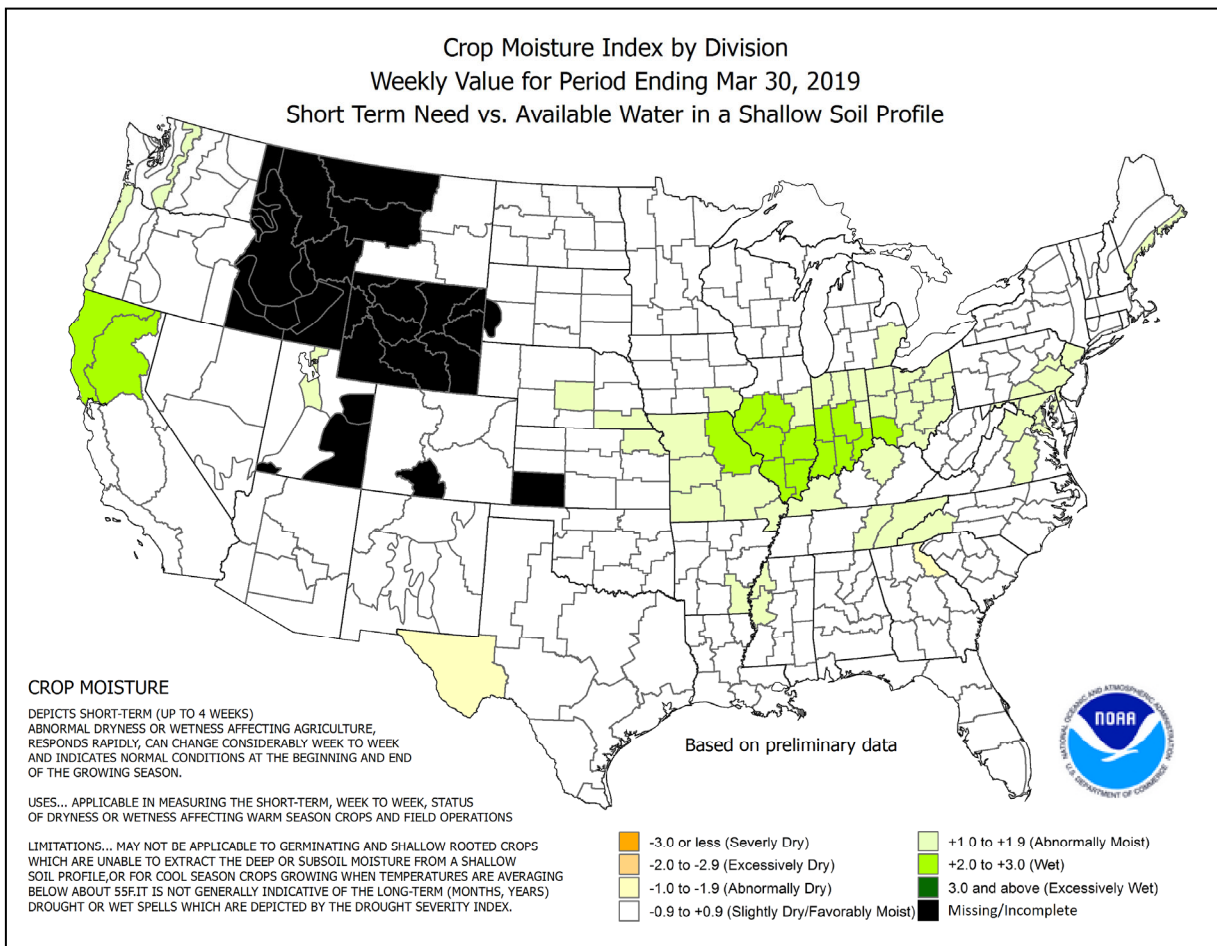 Crop Moisture Index by Division
Weekly Value for Period Ending Mar 30, 2019
Short Term Need vs. Available Water in a Shallow Soil Profile
CROP MOISTURE
DEPICTS SHORT-TERM (UP TO 4 WEEKS)
ABNORMAL DRYNESS OR WETNESS AFFECTING AGRICULTURE,
RESPONDS RAPIDLY, CAN CHANGE CONSIDERABLY WEEK TO WEEK
AND INDICATES NORMAL CONDITIONS AT THE BEGINNING AND END
OF THE GROWING SEASON.
USES... APPLICABLE IN MEASURING THE SHORT-TERM, WEEK TO WEEK, STATUS
OF DRYNESS OR WETNESS AFFECTING WARM SEASON CROPS AND FIELD OPERATIONS
LIMITATIONS... MAY NOT BE APPLICABLE TO GERMINATING AND SHALLOW ROOTED CROPS
WHICH ARE UNABLE TO EXTRACT THE DEEP OR SUBSOIL MOISTURE FROM A SHALLOW
SOIL PROFILE,OR FOR COOL SEASON CROPS GROWING WHEN TEMPERATURES ARE AVERAGING
BELOW ABOUT 55F.IT IS NOT GENERALLY INDICATIVE OF THE LONG-TERM (MONTHS, YEARS)
DROUGHT OR WET SPELLS WHICH ARE DEPICTED BY THE DROUGHT SEVERITY INDEX.
Based on preliminary data
NATIONAL OCEANIC AND ATMOSPHERIC ADMINISTRATION
NOAA
U.S. DEPARTMENT OF COMMERCE
-3.0 or less (Severly Dry)
-2.0 to -2.9 (Excessively Dry)
-1.0 to -1.9 (Abnormally Dry)
-0.9 to +0.9 (Slightly Dry/Favorably Moist)
+1.0 to +1.9 (Abnormally Moist)
+2.0 to +3.0 (Wet)
3.0 and above (Excessively Wet)
Missing/Incomplete